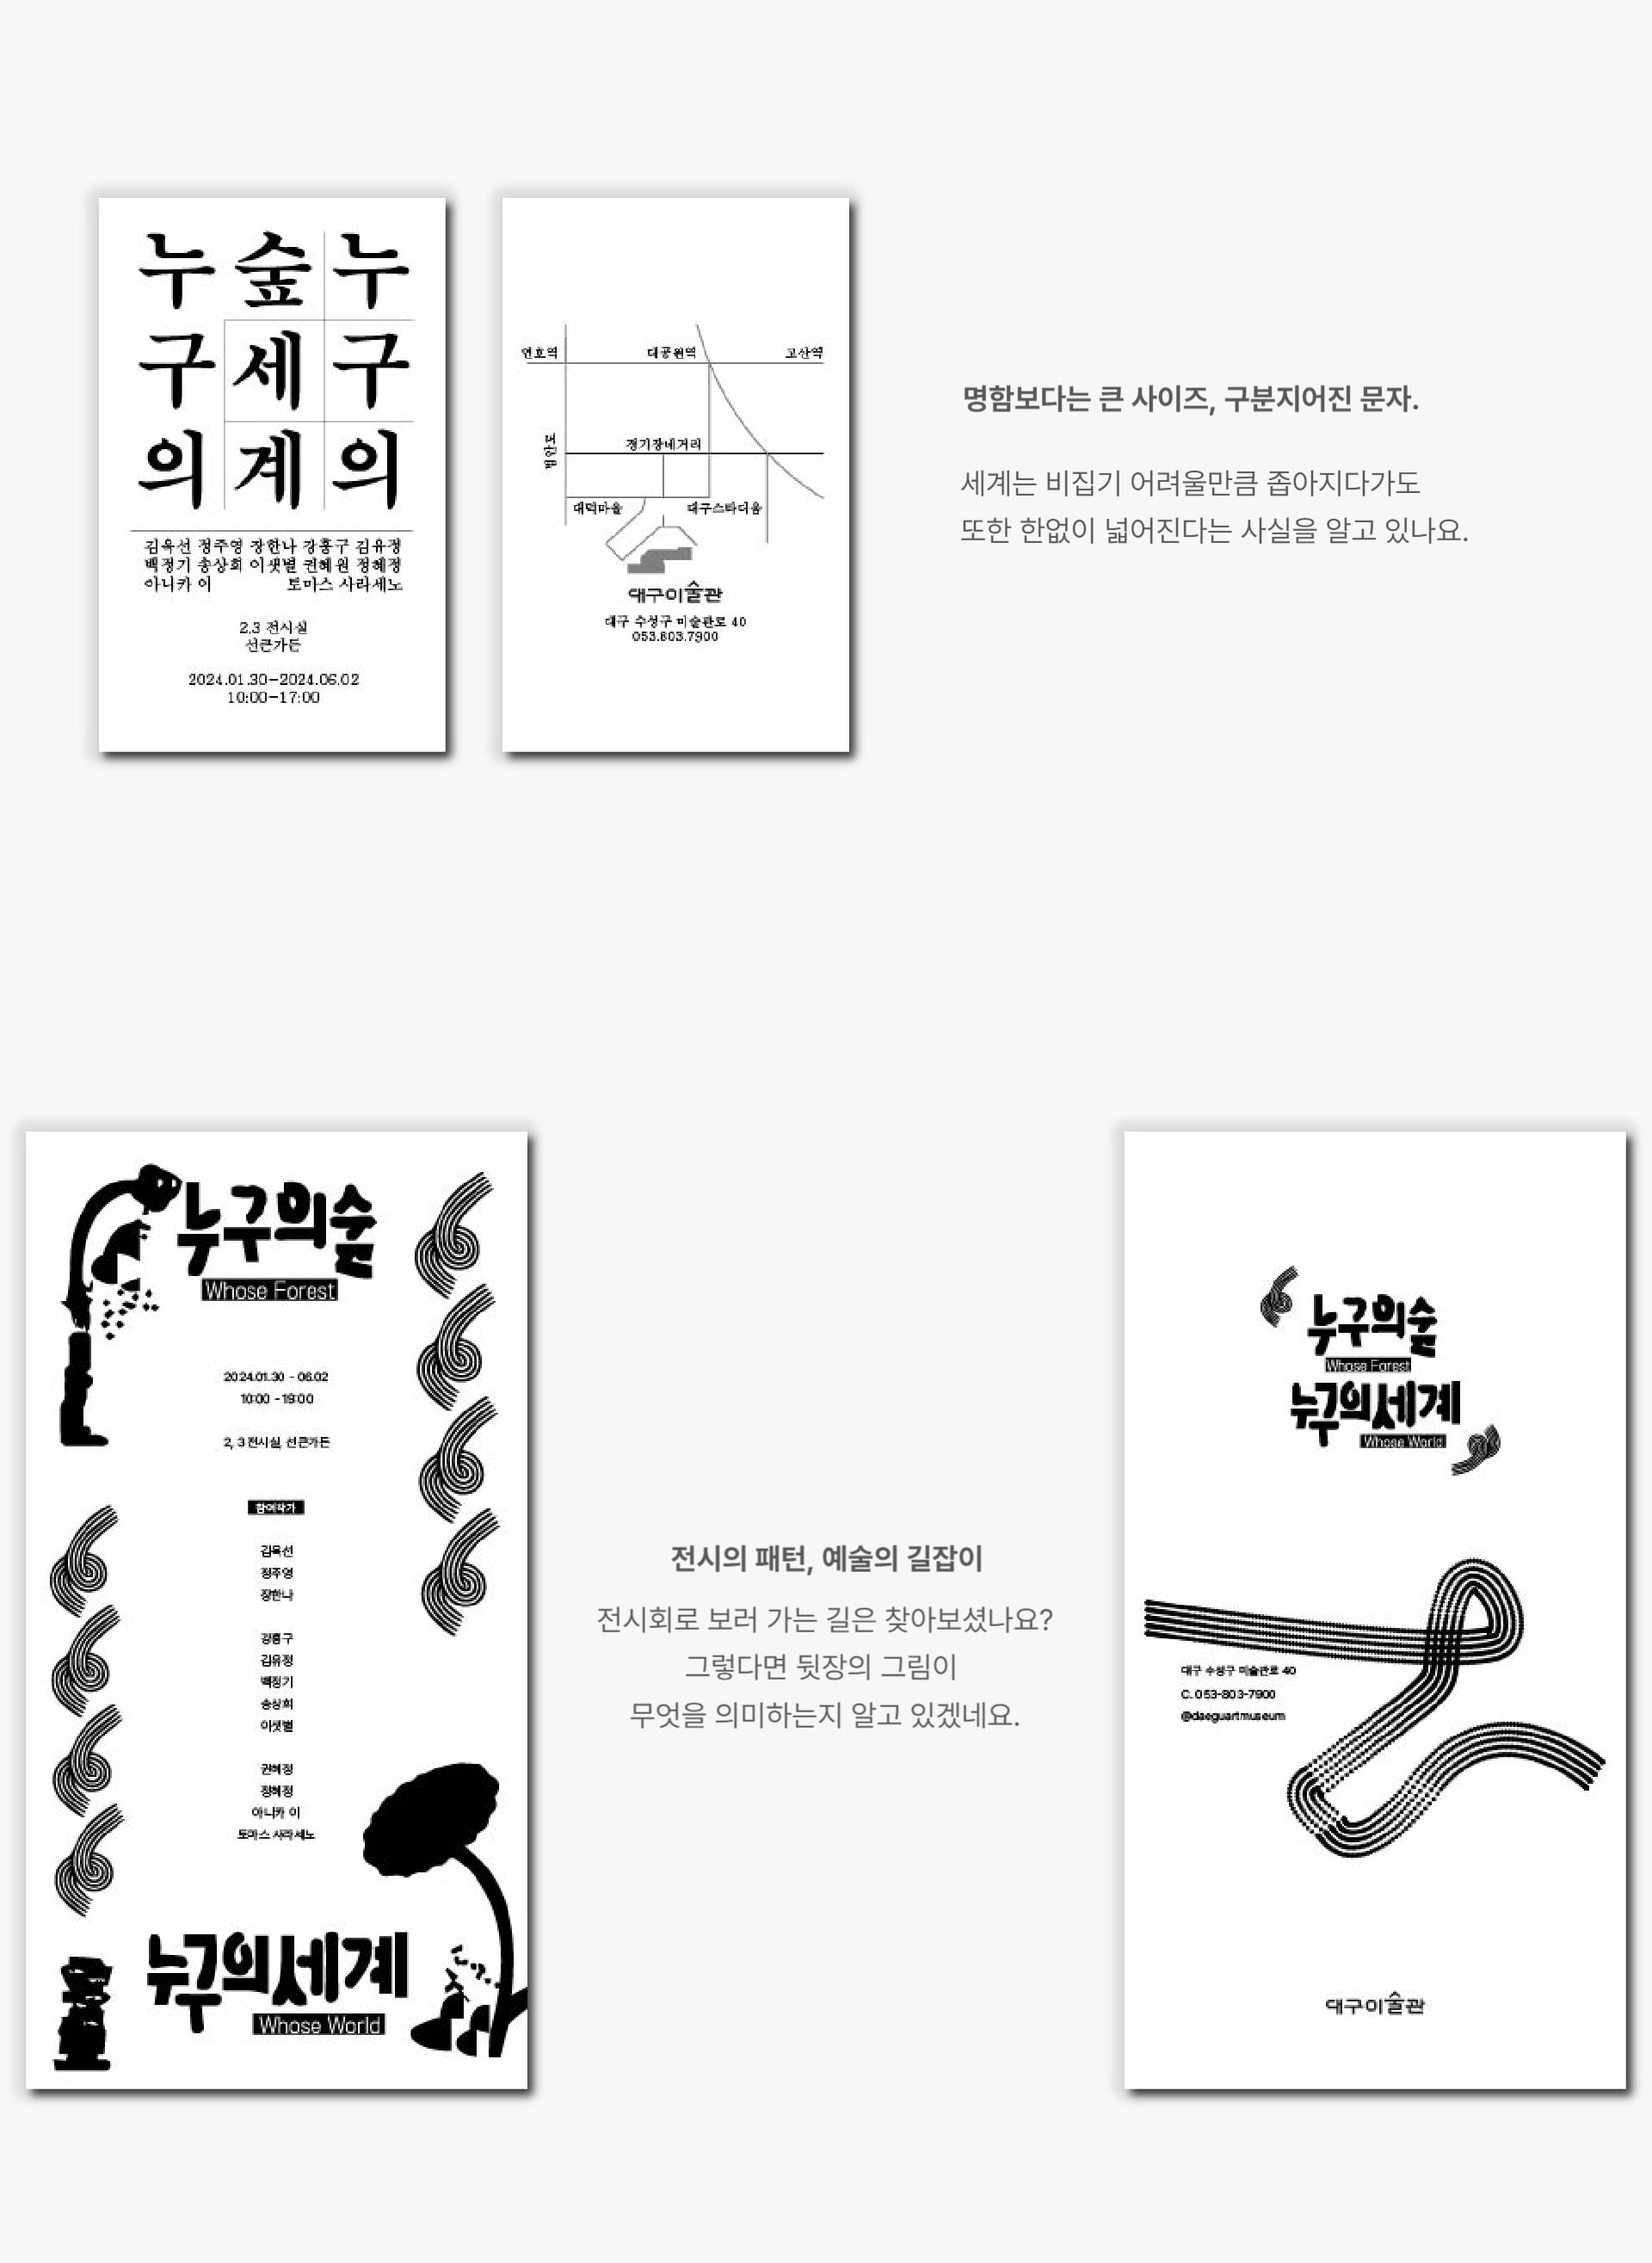 누 숲 누
구 세 구
의 계 의
김옥선 정주영 장한나 강홍구 김유정
백정기 송상희 이샛별 권혜원 정혜정
아니카 이 토마스 사라세노
2,3 전시실
선큰가든
2024.01.30-2024.06.02
10:00-17:00
연호역 대공원역 고산역
범안로
경기장네거리
대덕마을 대구스타디움
대구미술관
대구 수성구 미술관로 40
053.803.7900
명함보다는 큰 사이즈, 구분지어진 문자.
세계는 비집기 어려울만큼 좁아지다가도
또한 한없이 넓어진다는 사실을 알고 있나요.
누구의숲
Whose Forest
2024.01.30 - 06.02
10:00 - 19:00
2, 3 전시실, 선큰가든
참여작가
김옥선
정주영
장한나
강홍구
김유정
백정기
송상희
이샛별
권혜정
정혜정
아니카 이
토마스 사라세노
누구의세계
Whose World
전시의 패턴, 예술의 길잡이
전시회로 보러 가는 길은 찾아보셨나요?
그렇다면 뒷장의 그림이
무엇을 의미하는지 알고 있겠네요.
누구의숲
Whose Forest
누구의세계
Whose World
대구 수성구 미술관로 40
C. 053-803-7900
@daeguartmuseum
대구미술관